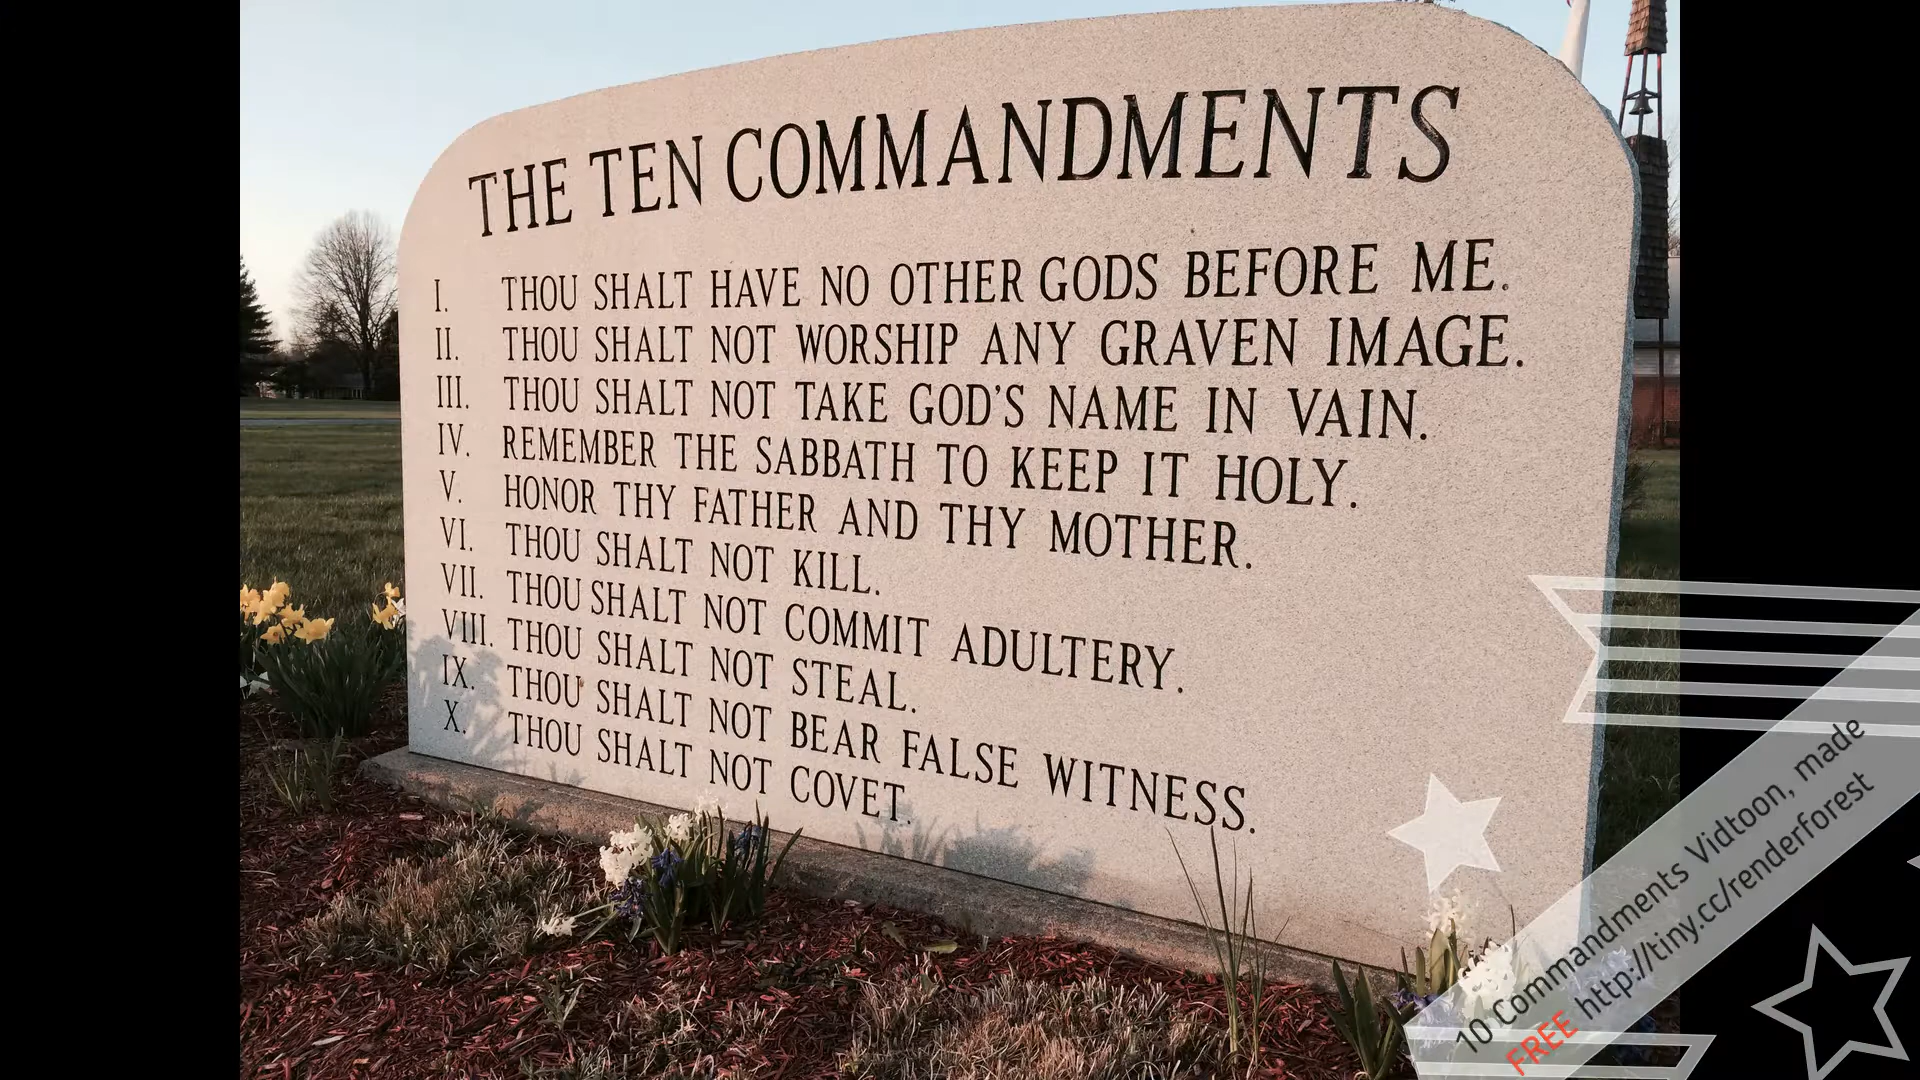 THE TEN COMMANDMENTS
I. THOU SHALT HAVE NO OTHER GODS BEFORE ME.
II. THOU SHALT NOT WORSHIP ANY GRAVEN IMAGE.
III. THOU SHALT NOT TAKE GOD'S NAME IN VAIN.
IV. REMEMBER THE SABBATH TO KEEP IT HOLY.
V. HONOR THY FATHER AND THY MOTHER.
VI. THOU SHALT NOT KILL.
VII. THOU SHALT NOT COMMIT ADULTERY.
VIII. THOU SHALT NOT STEAL.
IX. THOU SHALT NOT BEAR FALSE WITNESS.
X. THOU SHALT NOT COVET.
10 Commandments Vidtoon, made
FREE http://tiny.cc/renderforest